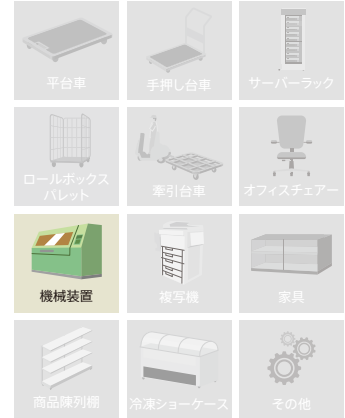 平台車
手押し台車
サーバーラック
ロールボックス
パレット
牽引台車
オフィスチェアー
機械装置
複写機
家具
商品陳列棚
冷凍ショーケース
その他